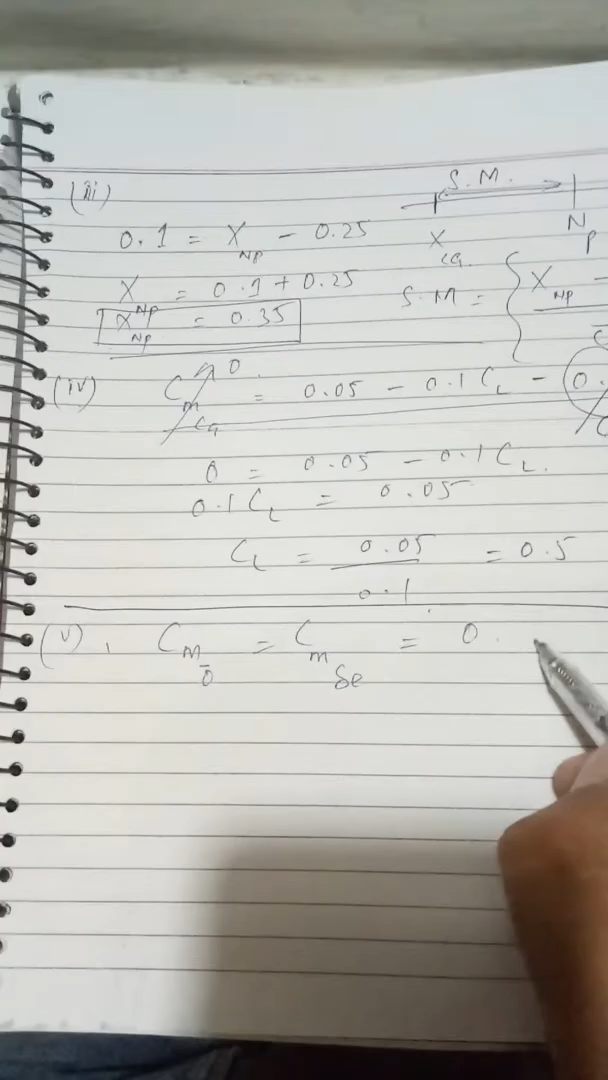 (iii)
S.M.
0.1 = X_NP - 0.25
X_CG
N_P
X_NP = 0.1 + 0.25
S.M =
X_NP -
X_NP = 0.35
(iv) C_m_CG 0. = 0.05 - 0.1 C_L - 0.
0 = 0.05 - 0.1 C_L.
0.1 C_L = 0.05
C_L = 0.05 / 0.1 = 0.5
(v). C_m_0 = C_m_δe = 0.